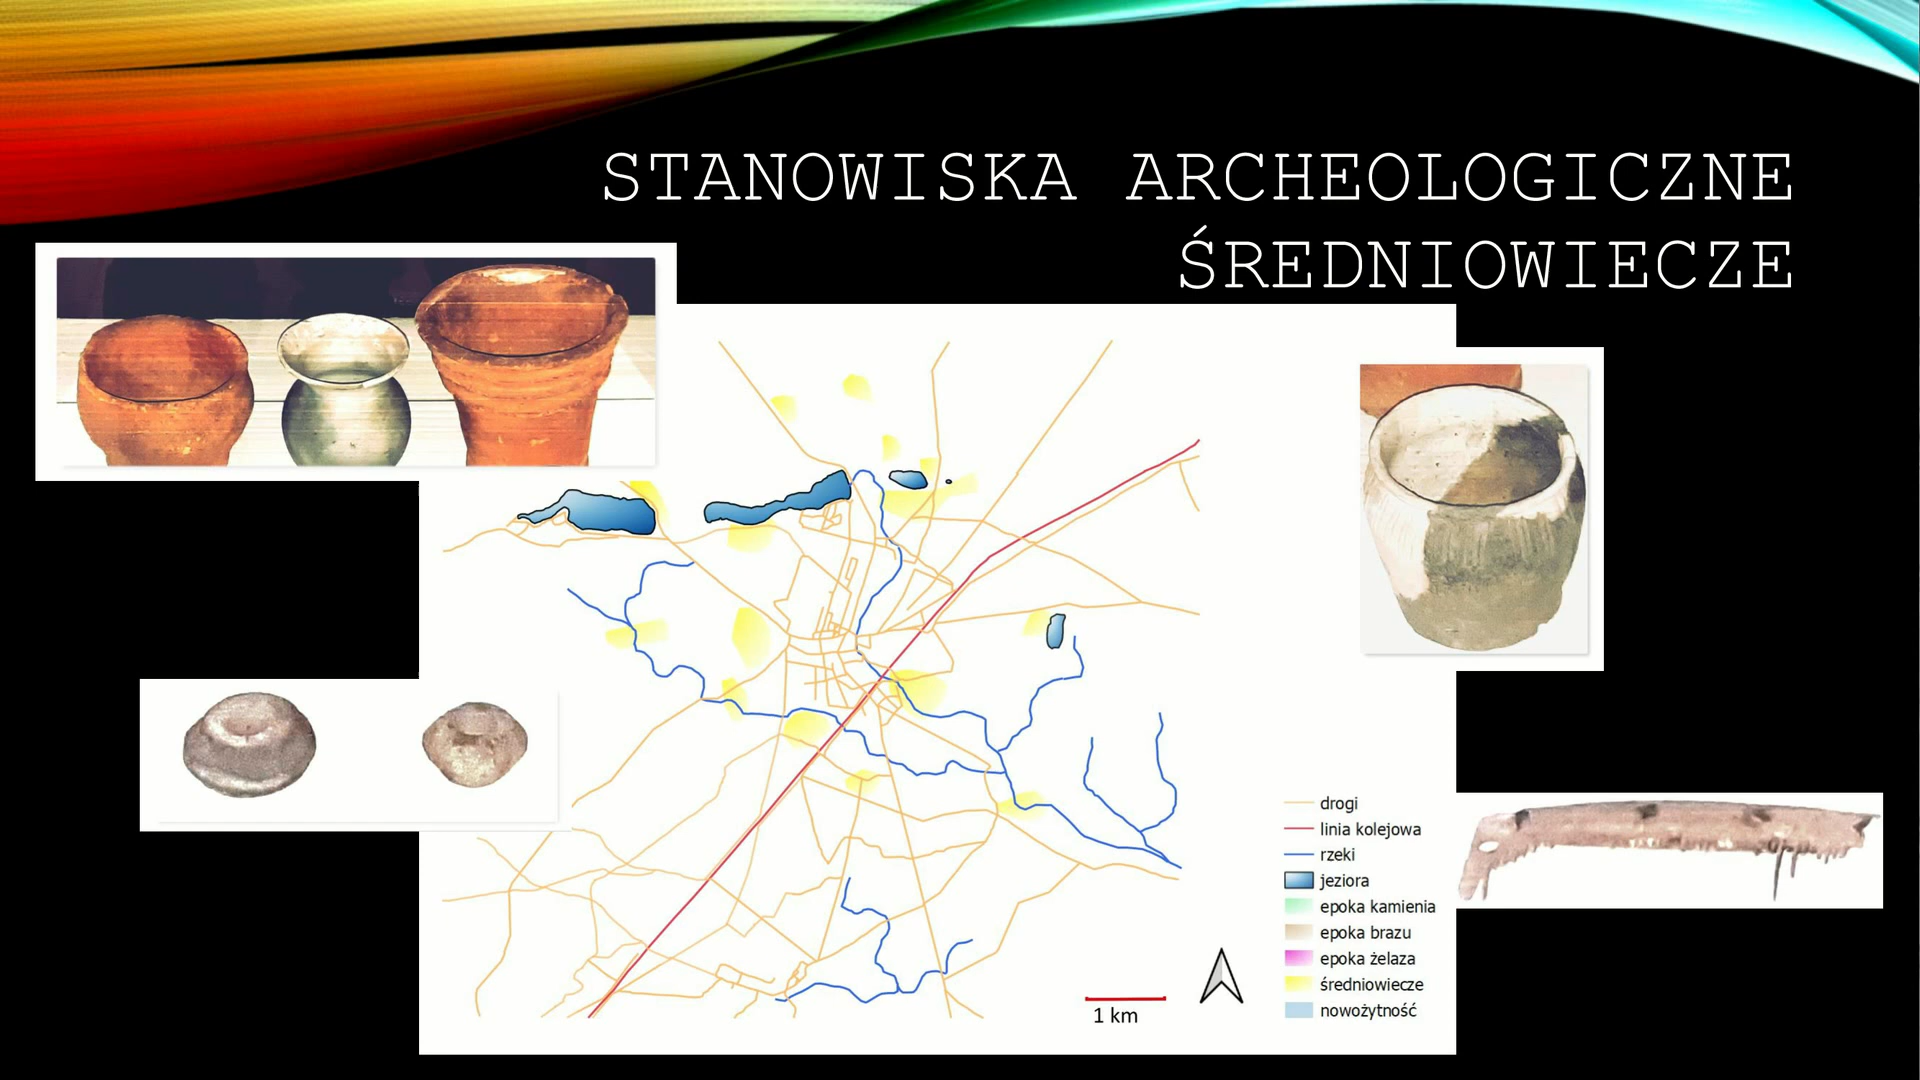 STANOWISKA ARCHEOLOGICZNE
ŚREDNIOWIECZE
drogi
linia kolejowa
rzeki
jeziora
epoka kamienia
epoka brazu
epoka żelaza
średniowiecze
nowożytność
1 km